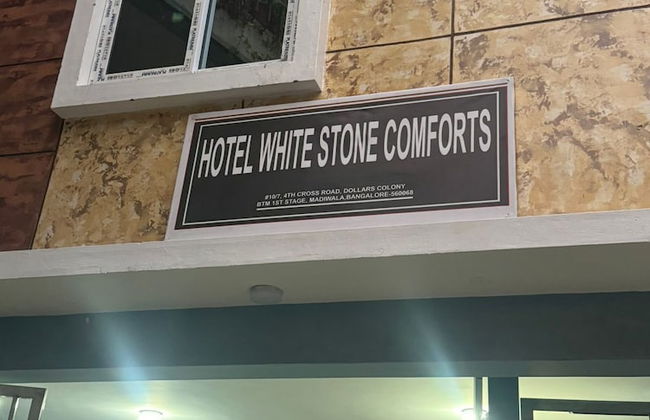 HOTEL WHITE STONE COMFORTS
#10/7, 4TH CROSS ROAD, DOLLARS COLONY
BTM 1ST STAGE, MADIWALA,BANGALORE-560068